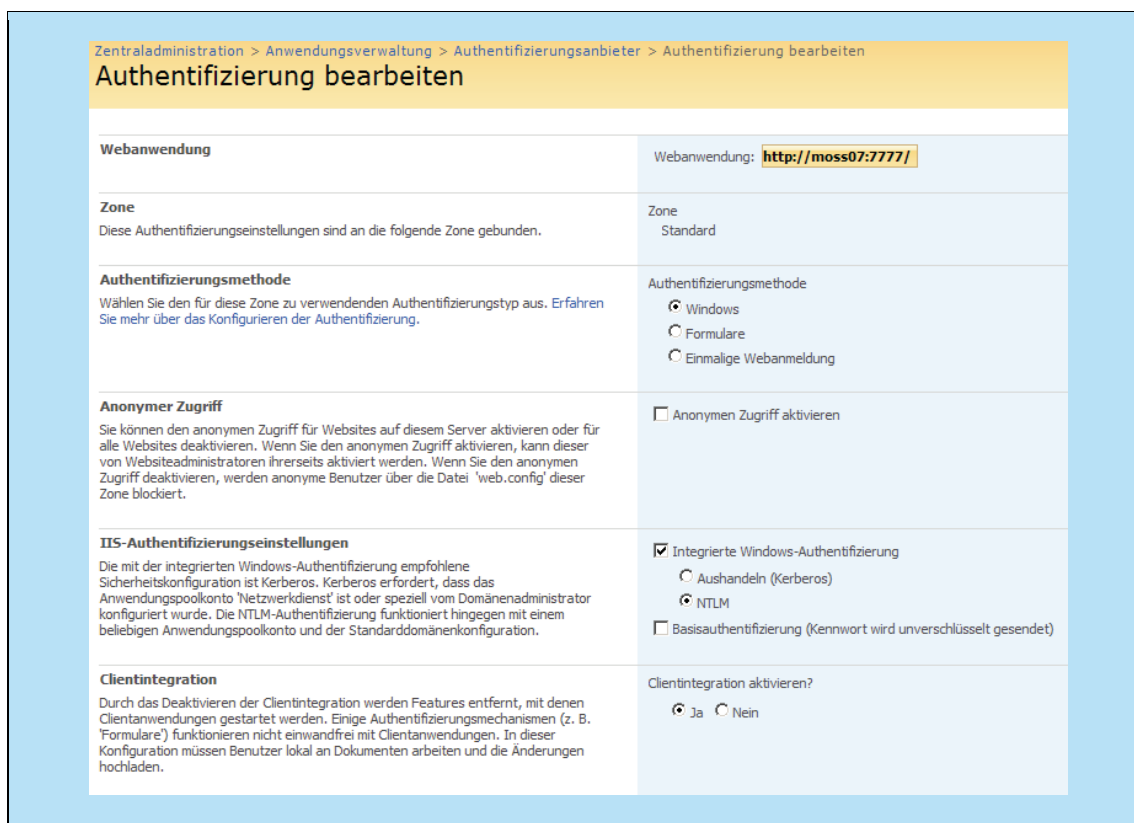 Zentraladministration > Anwendungsverwaltung > Authentifizierungsanbieter > Authentifizierung bearbeiten
Authentifizierung bearbeiten
Webanwendung
Webanwendung: http://moss07:7777/
Zone
Diese Authentifizierungseinstellungen sind an die folgende Zone gebunden.
Zone
Standard
Authentifizierungsmethode
Wählen Sie den für diese Zone zu verwendenden Authentifizierungstyp aus. Erfahren
Sie mehr über das Konfigurieren der Authentifizierung.
Authentifizierungsmethode
Windows
Formulare
Einmalige Webanmeldung
Anonymer Zugriff
Sie können den anonymen Zugriff für Websites auf diesem Server aktivieren oder für
alle Websites deaktivieren. Wenn Sie den anonymen Zugriff aktivieren, kann dieser
von Websiteadministratoren ihrerseits aktiviert werden. Wenn Sie den anonymen
Zugriff deaktivieren, werden anonyme Benutzer über die Datei 'web.config' dieser
Zone blockiert.
Anonymen Zugriff aktivieren
IIS-Authentifizierungseinstellungen
Die mit der integrierten Windows-Authentifizierung empfohlene
Sicherheitskonfiguration ist Kerberos. Kerberos erfordert, dass das
Anwendungspoolkonto 'Netzwerkdienst' ist oder speziell vom Domänenadministrator
konfiguriert wurde. Die NTLM-Authentifizierung funktioniert hingegen mit einem
beliebigen Anwendungspoolkonto und der Standarddomänenkonfiguration.
Integrierte Windows-Authentifizierung
Aushandeln (Kerberos)
NTLM
Basisauthentifizierung (Kennwort wird unverschlüsselt gesendet)
Clientintegration
Durch das Deaktivieren der Clientintegration werden Features entfernt, mit denen
Clientanwendungen gestartet werden. Einige Authentifizierungsmechanismen (z. B.
'Formulare') funktionieren nicht einwandfrei mit Clientanwendungen. In dieser
Konfiguration müssen Benutzer lokal an Dokumenten arbeiten und die Änderungen
hochladen.
Clientintegration aktivieren?
Ja Nein